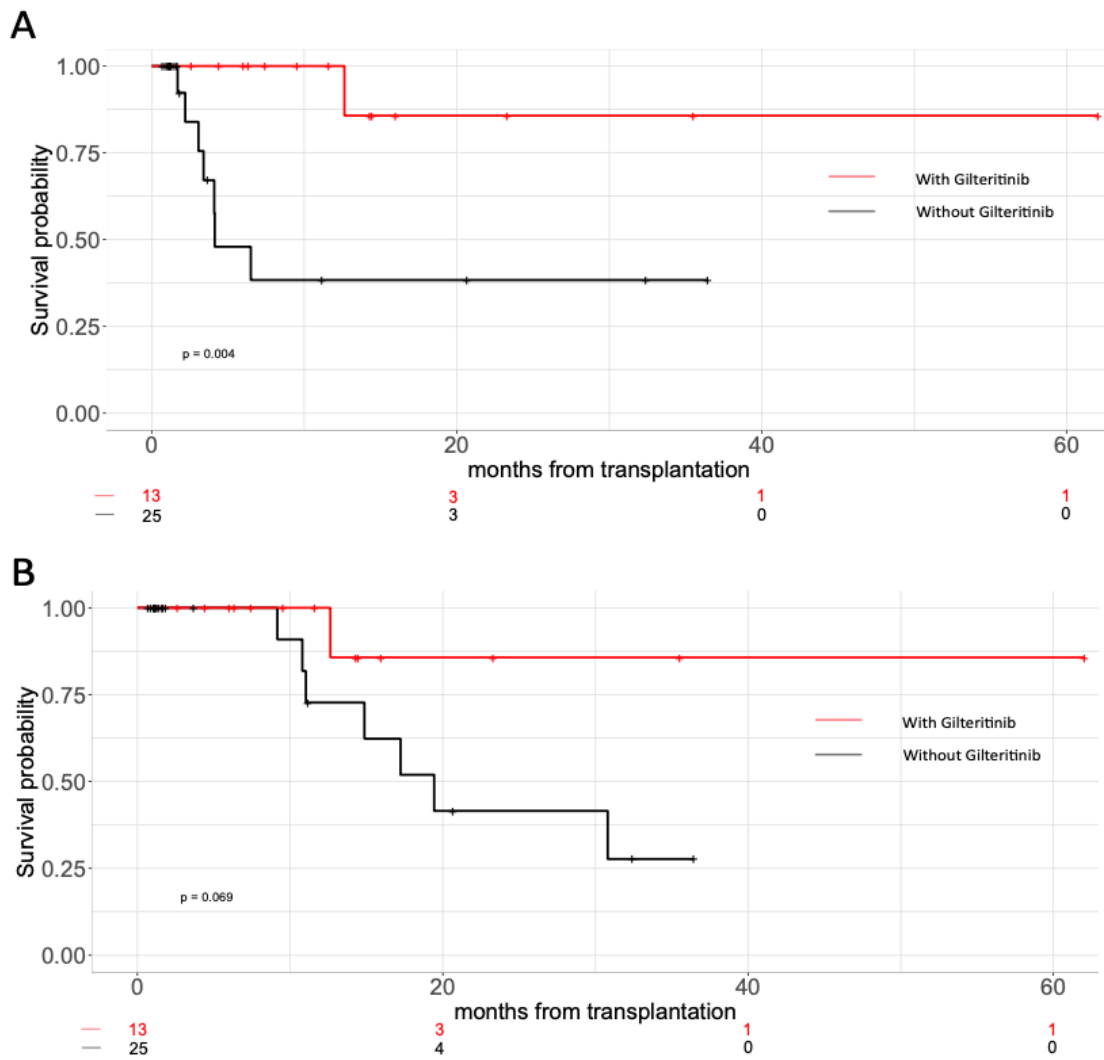 A
1.00
0.75
0.50
0.25
0.00
Survival probability
With Gilteritinib
Without Gilteritinib
p = 0.004
0 20 40 60
months from transplantation
13 3 1 1
25 3 0 0
B
1.00
0.75
0.50
0.25
0.00
Survival probability
With Gilteritinib
Without Gilteritinib
p = 0.069
0 20 40 60
months from transplantation
13 3 1 1
25 4 0 0